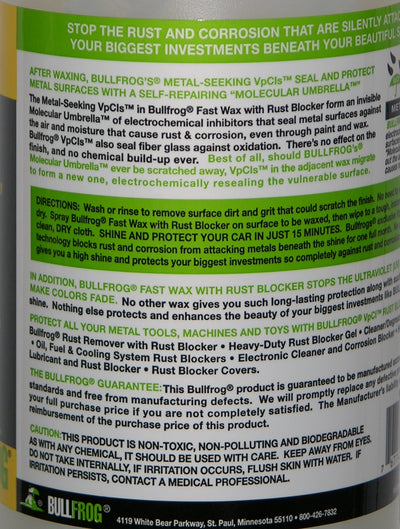 STOP THE RUST AND CORROSION THAT ARE SILENTLY ATTACK
YOUR BIGGEST INVESTMENTS BENEATH YOUR BEAUTIFUL S
AFTER WAXING, BULLFROG'S® METAL-SEEKING VpCIs™ SEAL AND PROTECT
METAL SURFACES WITH A SELF-REPAIRING "MOLECULAR UMBRELLA™"
The Metal-Seeking VpCIs™ in Bullfrog® Fast Wax with Rust Blocker form an invisible
Molecular Umbrella™ of electrochemical inhibitors that seal metal surfaces against
the air and moisture that cause rust & corrosion, even through paint and wax.
Bullfrog® VpCIs™ also seal fiber glass against oxidation. There's no effect on the
finish, and no chemical build-up ever. Best of all, should BULLFROG's®
Molecular Umbrella™ ever be scratched away, VpCIs™ in the adjacent wax migrate
to form a new one, electrochemically resealing the vulnerable surface.
DIRECTIONS: Wash or rinse to remove surface dirt and grit that could scratch the finish. No need to
dry. Spray Bullfrog® Fast Wax with Rust Blocker on surface to be waxed, then wipe to a
clean, DRY cloth. SHINE AND PROTECT YOUR CAR IN JUST 15 MINUTES. Bullfrog® exclusive
technology blocks rust and corrosion from attacking metals beneath the shine for one full month.
gives you a high shine and protects your biggest investments so completely against rust and corrosion
IN ADDITION, BULLFROG® FAST WAX WITH RUST BLOCKER STOPS THE ULTRAVIOLET
MAKE COLORS FADE. No other wax gives you such long-lasting protection along with
shine. Nothing else protects and enhances the beauty of your biggest investments like
PROTECT ALL YOUR METAL TOOLS, MACHINES AND TOYS WITH BULLFROG® VpCI™ RUST
Bullfrog® Rust Remover with Rust Blocker • Heavy-Duty Rust Blocker Gel • Cleaner/
• Oil, Fuel & Cooling System Rust Blockers • Electronic Cleaner and Corrosion Blocker
Lubricant and Rust Blocker • Rust Blocker Covers.
THE BULLFROG® GUARANTEE: This Bullfrog® product is guaranteed to be manufactured
standards and free from manufacturing defects. We will promptly replace any defective
your full purchase price if you are not completely satisfied. The Manufacturer's liability
reimbursement of the purchase price of this product.
CAUTION: THIS PRODUCT IS NON-TOXIC, NON-POLLUTING AND BIODEGRADABLE
AS WITH ANY CHEMICAL, IT SHOULD BE USED WITH CARE. KEEP AWAY FROM EYES.
DO NOT TAKE INTERNALLY, IF IRRITATION OCCURS, FLUSH SKIN WITH WATER. IF
IRRITATION PERSISTS, CONTACT A MEDICAL PROFESSIONAL.
BULLFROG®
4119 White Bear Parkway, St. Paul, Minnesota 55110 • 800-426-7832